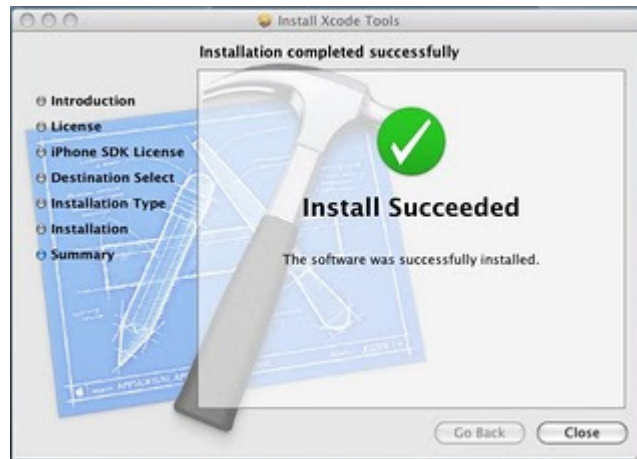 Install Xcode Tools
Installation completed successfully
Introduction
License
iPhone SDK License
Destination Select
Installation Type
Installation
Summary
Install Succeeded
The software was successfully installed.
Go Back
Close